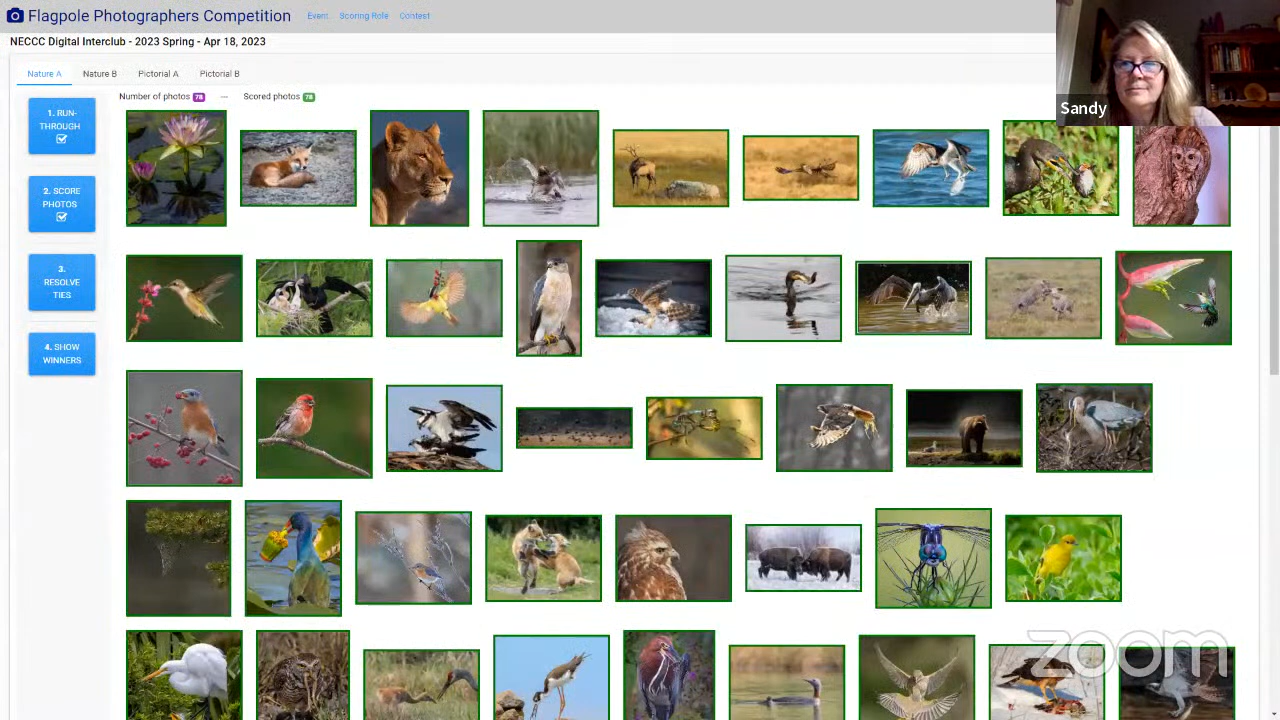 Flagpole Photographers Competition Event Scoring Role Contest
NECCC Digital Interclub - 2023 Spring - Apr 18, 2023
Nature A Nature B Pictorial A Pictorial B
Number of photos 78 --- Scored photos 78
Sandy
1. RUN-
THROUGH
2. SCORE
PHOTOS
3.
RESOLVE
TIES
4. SHOW
WINNERS
zoom